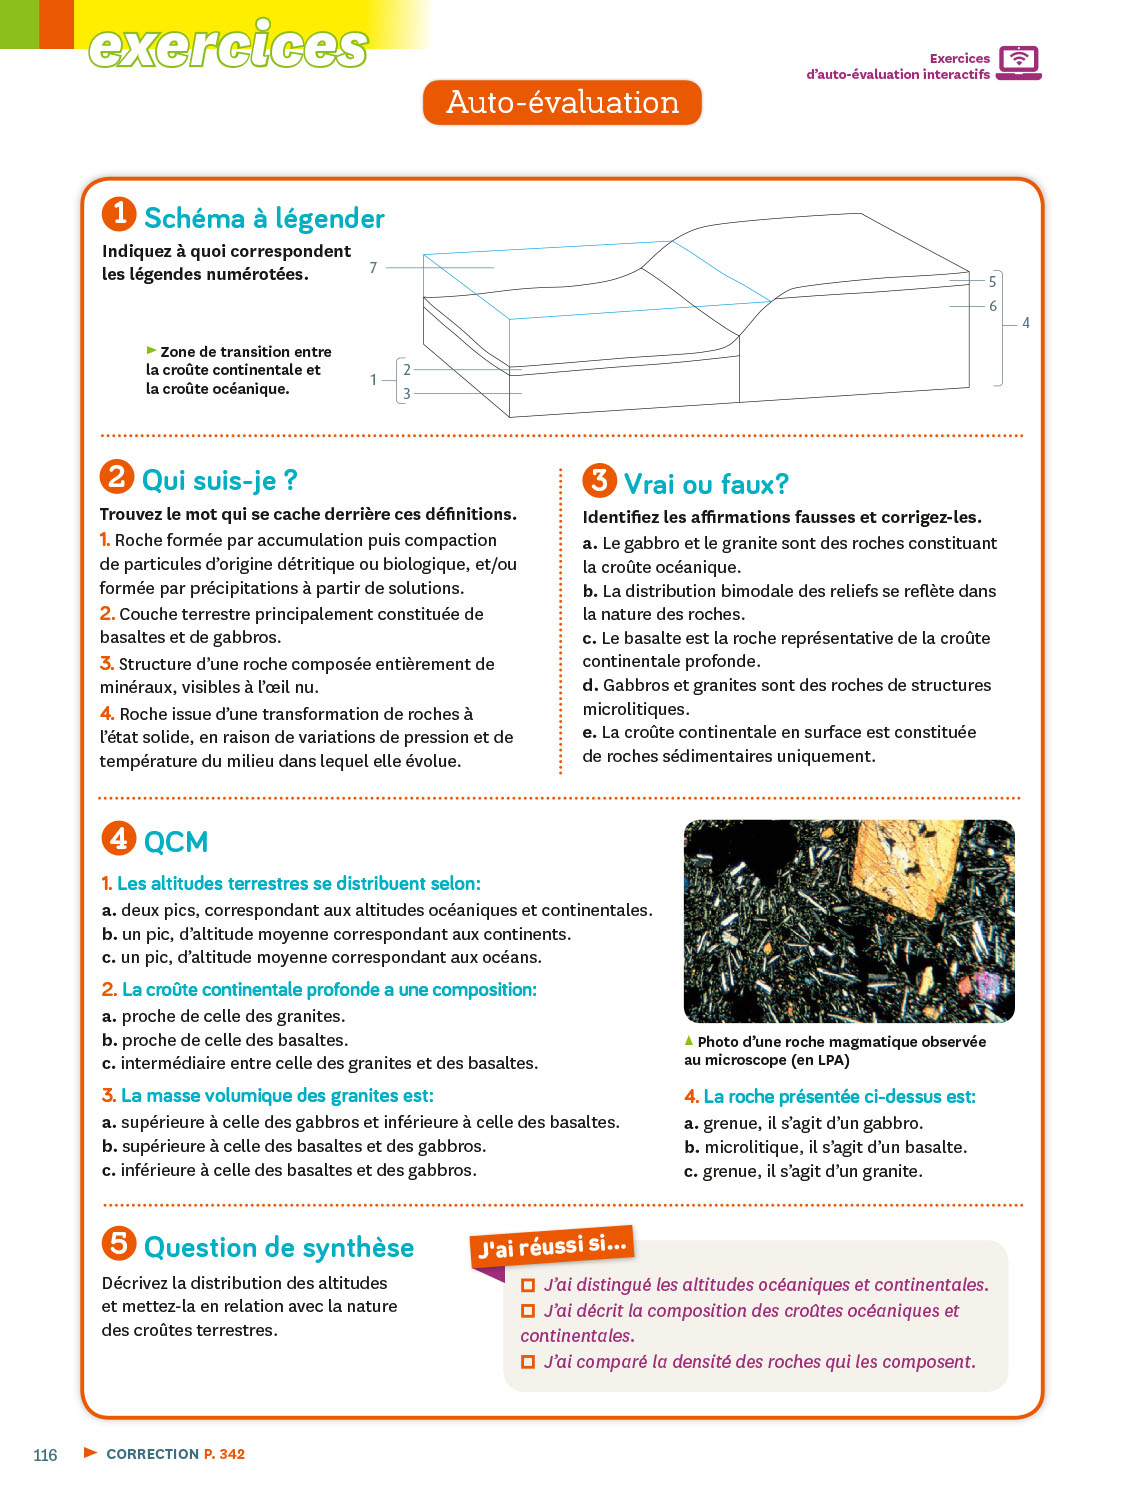 exercices
Exercices
d'auto-évaluation interactifs
Auto-évaluation
1 Schéma à légender
Indiquez à quoi correspondent
les légendes numérotées.
Zone de transition entre
la croûte continentale et
la croûte océanique.
7
5
6
4
1
2
3
2 Qui suis-je ?
Trouvez le mot qui se cache derrière ces définitions.
1. Roche formée par accumulation puis compaction
de particules d'origine détritique ou biologique, et/ou
formée par précipitations à partir de solutions.
2. Couche terrestre principalement constituée de
basaltes et de gabbros.
3. Structure d'une roche composée entièrement de
minéraux, visibles à l'œil nu.
4. Roche issue d'une transformation de roches à
l'état solide, en raison de variations de pression et de
température du milieu dans lequel elle évolue.
3 Vrai ou faux?
Identifiez les affirmations fausses et corrigez-les.
a. Le gabbro et le granite sont des roches constituant
la croûte océanique.
b. La distribution bimodale des reliefs se reflète dans
la nature des roches.
c. Le basalte est la roche représentative de la croûte
continentale profonde.
d. Gabbros et granites sont des roches de structures
microlitiques.
e. La croûte continentale en surface est constituée
de roches sédimentaires uniquement.
4 QCM
1. Les altitudes terrestres se distribuent selon:
a. deux pics, correspondant aux altitudes océaniques et continentales.
b. un pic, d'altitude moyenne correspondant aux continents.
c. un pic, d'altitude moyenne correspondant aux océans.
2. La croûte continentale profonde a une composition:
a. proche de celle des granites.
b. proche de celle des basaltes.
c. intermédiaire entre celle des granites et des basaltes.
3. La masse volumique des granites est:
a. supérieure à celle des gabbros et inférieure à celle des basaltes.
b. supérieure à celle des basaltes et des gabbros.
c. inférieure à celle des basaltes et des gabbros.
Photo d'une roche magmatique observée
au microscope (en LPA)
4. La roche présentée ci-dessus est:
a. grenue, il s'agit d'un gabbro.
b. microlitique, il s'agit d'un basalte.
c. grenue, il s'agit d'un granite.
5 Question de synthèse
Décrivez la distribution des altitudes
et mettez-la en relation avec la nature
des croûtes terrestres.
J'ai réussi si...
J'ai distingué les altitudes océaniques et continentales.
J'ai décrit la composition des croûtes océaniques et
continentales.
J'ai comparé la densité des roches qui les composent.
116
CORRECTION P. 342